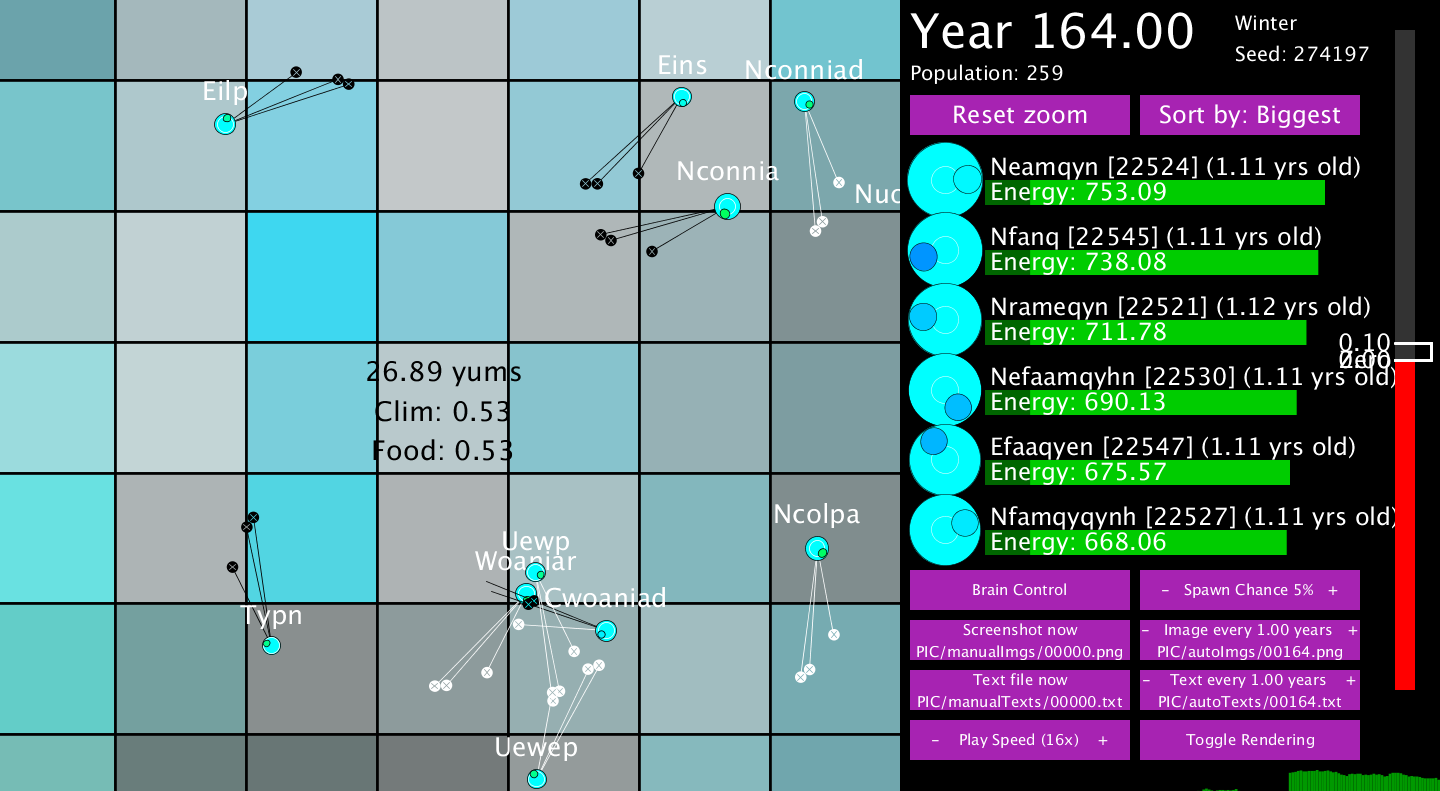 Year 164.00
Winter
Seed: 274197
Population: 259
Reset zoom
Sort by: Biggest
Neamqyn [22524] (1.11 yrs old)
Energy: 753.09
Nfanq [22545] (1.11 yrs old)
Energy: 738.08
Nrameqyn [22521] (1.12 yrs old)
Energy: 711.78
0.10
Nefaamqyhn [22530] (1.11 yrs old)
Energy: 690.13
Efaaqyen [22547] (1.11 yrs old)
Energy: 675.57
Nfamqyqynh [22527] (1.11 yrs old)
Energy: 668.06
Brain Control
- Spawn Chance 5% +
Screenshot now
PIC/manualImgs/00000.png
- Image every 1.00 years +
PIC/autoImgs/00164.png
Text file now
PIC/manualTexts/00000.txt
- Text every 1.00 years +
PIC/autoTexts/00164.txt
- Play Speed (16x) +
Toggle Rendering
Eilp
Eins
Nconniad
Nconnia
Nuc
26.89 yums
Clim: 0.53
Food: 0.53
Ncolpa
Uewp
Woaniar
Cwoaniad
Typn
Uewep